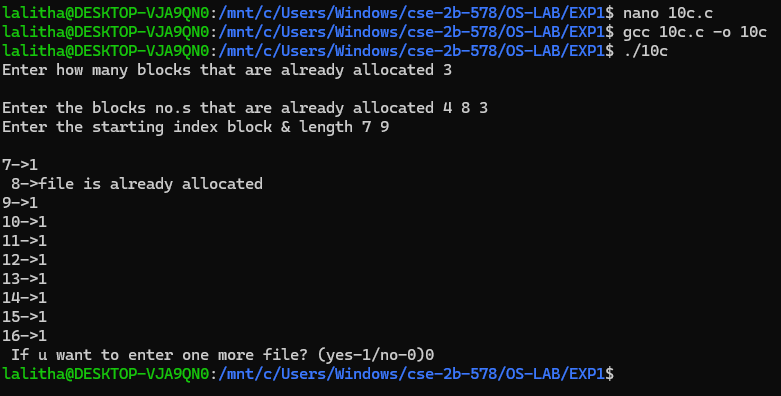 lalitha@DESKTOP-VJA9QN0:/mnt/c/Users/Windows/cse-2b-578/OS-LAB/EXP1$ nano 10c.c
lalitha@DESKTOP-VJA9QN0:/mnt/c/Users/Windows/cse-2b-578/OS-LAB/EXP1$ gcc 10c.c -o 10c
lalitha@DESKTOP-VJA9QN0:/mnt/c/Users/Windows/cse-2b-578/OS-LAB/EXP1$ ./10c
Enter how many blocks that are already allocated 3

Enter the blocks no.s that are already allocated 4 8 3
Enter the starting index block & length 7 9

7->1
 8->file is already allocated
9->1
10->1
11->1
12->1
13->1
14->1
15->1
16->1
 If u want to enter one more file? (yes-1/no-0)0
lalitha@DESKTOP-VJA9QN0:/mnt/c/Users/Windows/cse-2b-578/OS-LAB/EXP1$